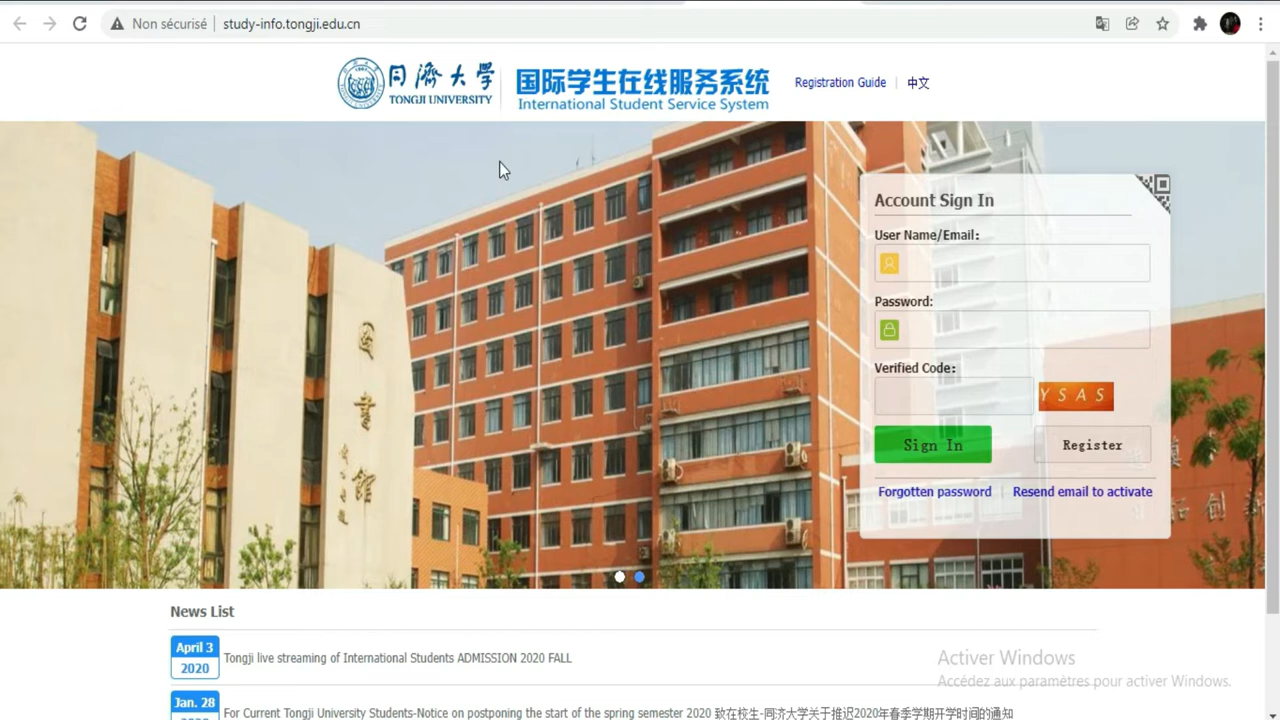 Non sécurisé study-info.tongji.edu.cn
同濟大學
TONGJI UNIVERSITY
国际学生在线服务系统
International Student Service System
Registration Guide 中文
Account Sign In
User Name/Email:
Password:
Verified Code:
YSAS
Sign In Register
Forgotten password Resend email to activate
图書館
News List
April 3
2020
Tongji live streaming of International Students ADMISSION 2020 FALL
Jan. 28
For Current Tongji University Students-Notice on postponing the start of the spring semester 2020 致在校生-同济大学关于推迟2020年春季学期开学时间的通知
Activer Windows
Accédez aux paramètres pour activer Windows.